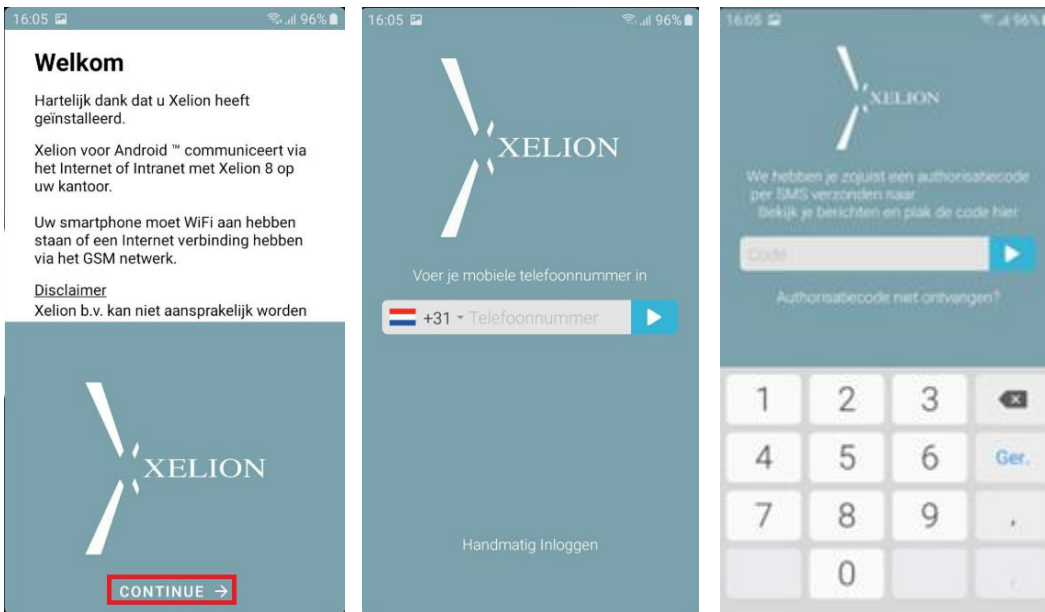 16:05 96%
Welkom
Hartelijk dank dat u Xelion heeft
geïnstalleerd.
Xelion voor Android ™ communiceert via
het Internet of Intranet met Xelion 8 op
uw kantoor.
Uw smartphone moet WiFi aan hebben
staan of een Internet verbinding hebben
via het GSM netwerk.
Disclaimer
Xelion b.v. kan niet aansprakelijk worden
XELION
CONTINUE →
16:05 96%
XELION
Voer je mobiele telefoonnummer in
+31 Telefoonnummer
Handmatig Inloggen
16:05 96%
XELION
We hebben je zojuist een authorisatiecode
per SMS verzonden naar
Bekijk je berichten en plak de code hier
Code
Authorisatiecode niet ontvangen?
1 2 3
4 5 6 Ger.
7 8 9 .
0 ,